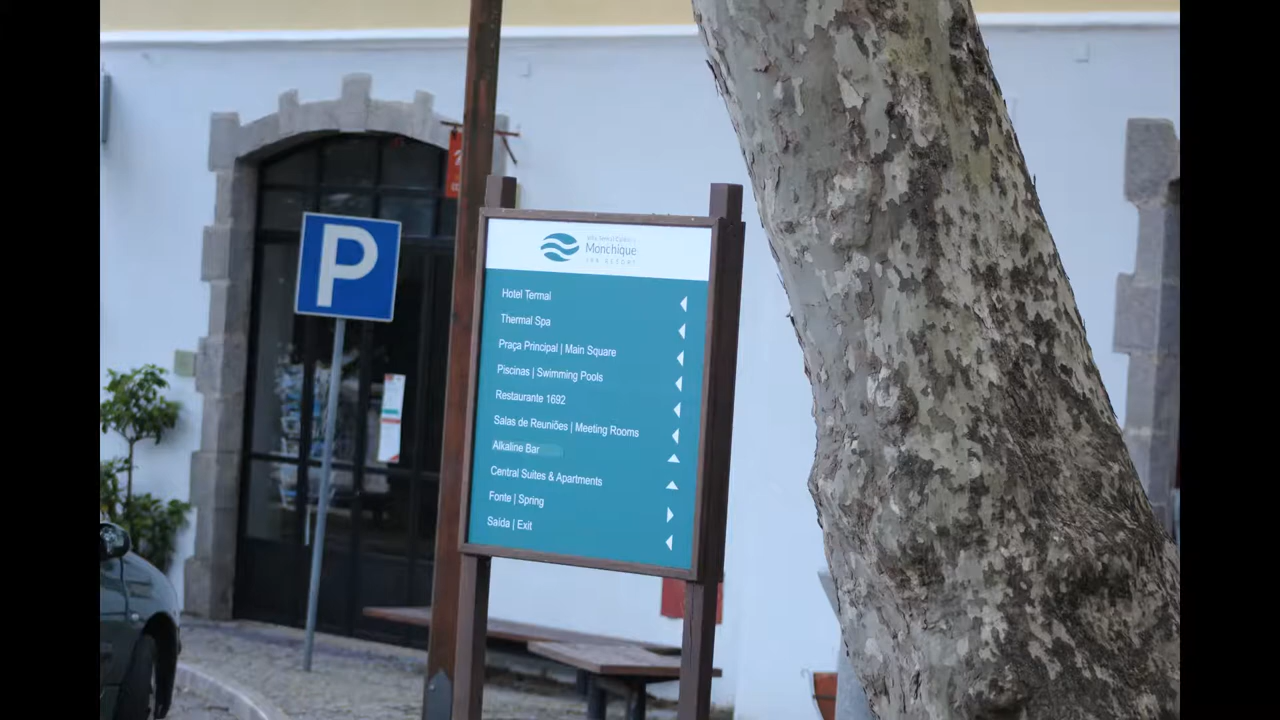 P
Monchique
Hotel Termal
Thermal Spa
Praça Principal | Main Square
Piscinas | Swimming Pools
Restaurante 1692
Salas de Reuniões | Meeting Rooms
Alkaline Bar
Central Suites & Apartments
Fonte | Spring
Saída | Exit